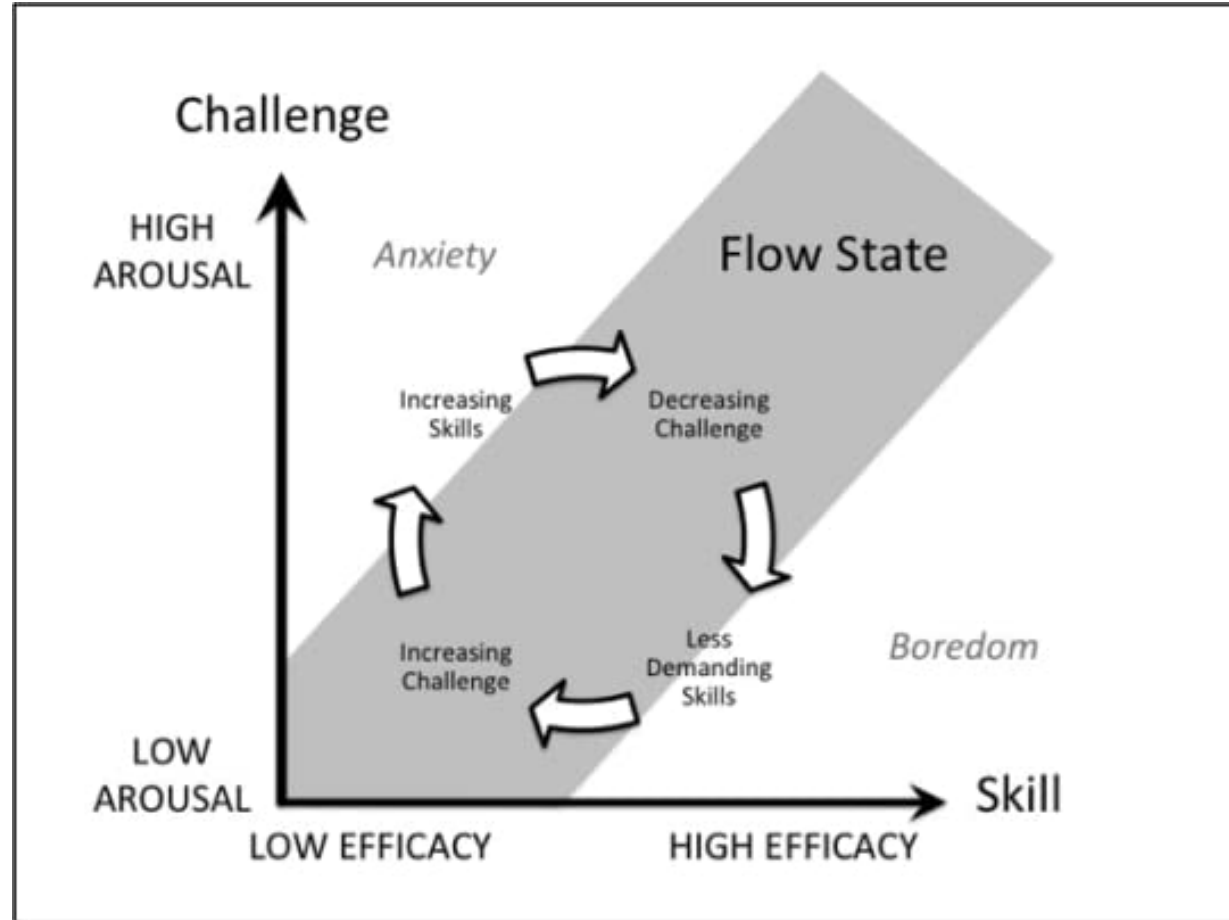 Challenge
HIGH
AROUSAL
Anxiety
Flow State
Increasing
Skills
Decreasing
Challenge
Increasing
Challenge
Less
Demanding
Skills
Boredom
LOW
AROUSAL
Skill
LOW EFFICACY
HIGH EFFICACY